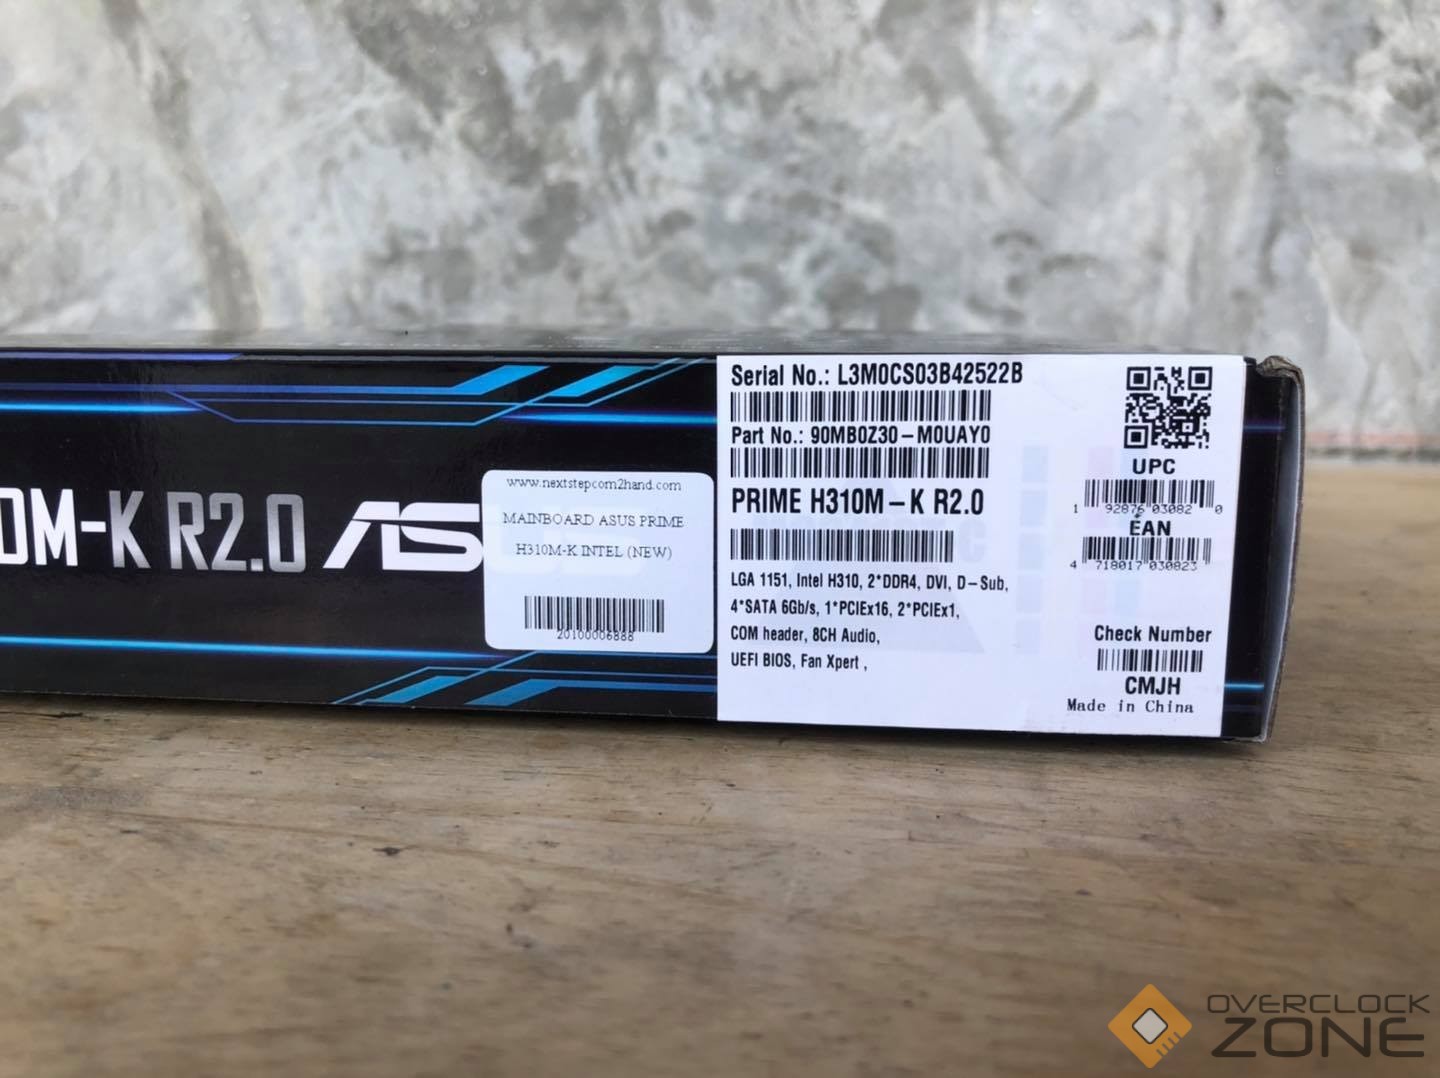 0M-K R2.0 /SUS
www.nextstepcom2hand.com
MAINBOARD ASUS PRIME
H310M-K INTEL (NEW)
20100006888
Serial No.: L3M0CS03B42522B
Part No.: 90MB0Z30-M0UAY0
PRIME H310M-K R2.0
LGA 1151, Intel H310, 2*DDR4, DVI, D-Sub,
4*SATA 6Gb/s, 1*PCIEx16, 2*PCIEx1,
COM header, 8CH Audio,
UEFI BIOS, Fan Xpert ,
UPC
1 92876 03082 0
EAN
4 718017 030823
Check Number
CMJH
Made in China
OVERCLOCK
ZONE